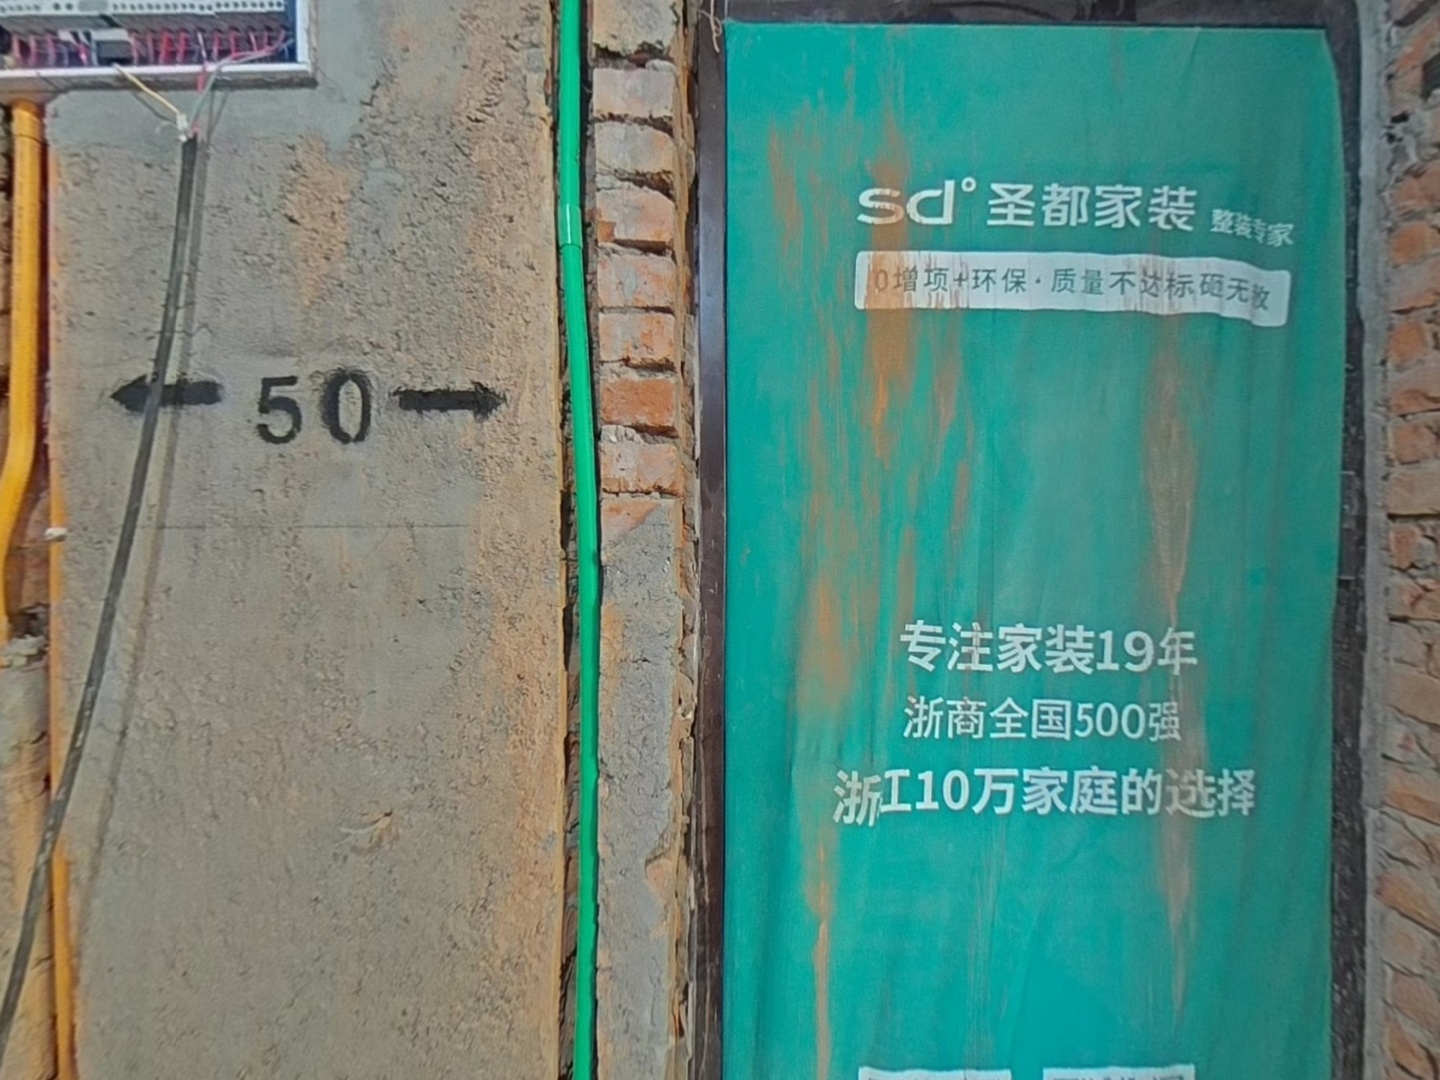 50
sd°圣都家装 整装专家
0增项+环保·质量不达标砸无赦
专注家装19年
浙商全国500强
浙江10万家庭的选择